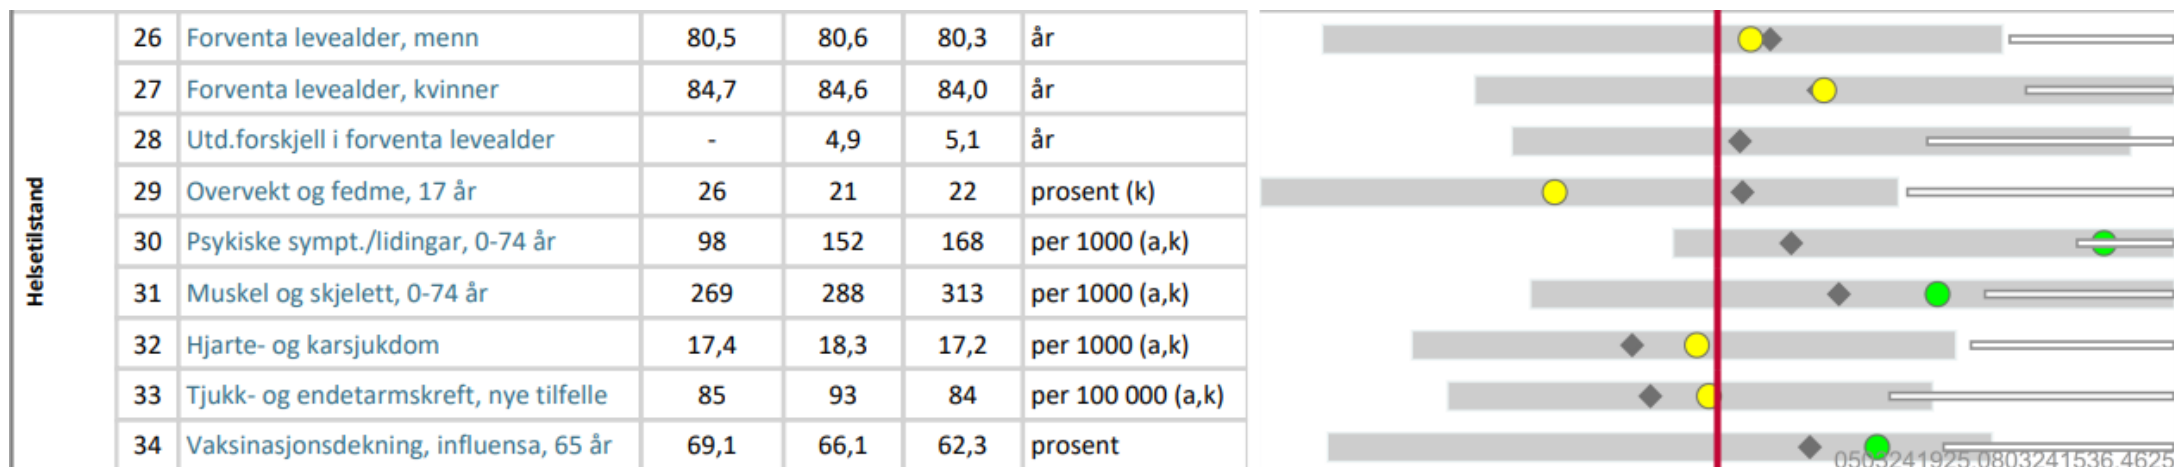 Helsetilstand
26 Forventa levealder, menn 80,5 80,6 80,3 år
27 Forventa levealder, kvinner 84,7 84,6 84,0 år
28 Utd.forskjell i forventa levealder - 4,9 5,1 år
29 Overvekt og fedme, 17 år 26 21 22 prosent (k)
30 Psykiske sympt./lidingar, 0-74 år 98 152 168 per 1000 (a,k)
31 Muskel og skjelett, 0-74 år 269 288 313 per 1000 (a,k)
32 Hjarte- og karsjukdom 17,4 18,3 17,2 per 1000 (a,k)
33 Tjukk- og endetarmskreft, nye tilfelle 85 93 84 per 100 000 (a,k)
34 Vaksinasjonsdekning, influensa, 65 år 69,1 66,1 62,3 prosent
0503241925.0803241536.4625